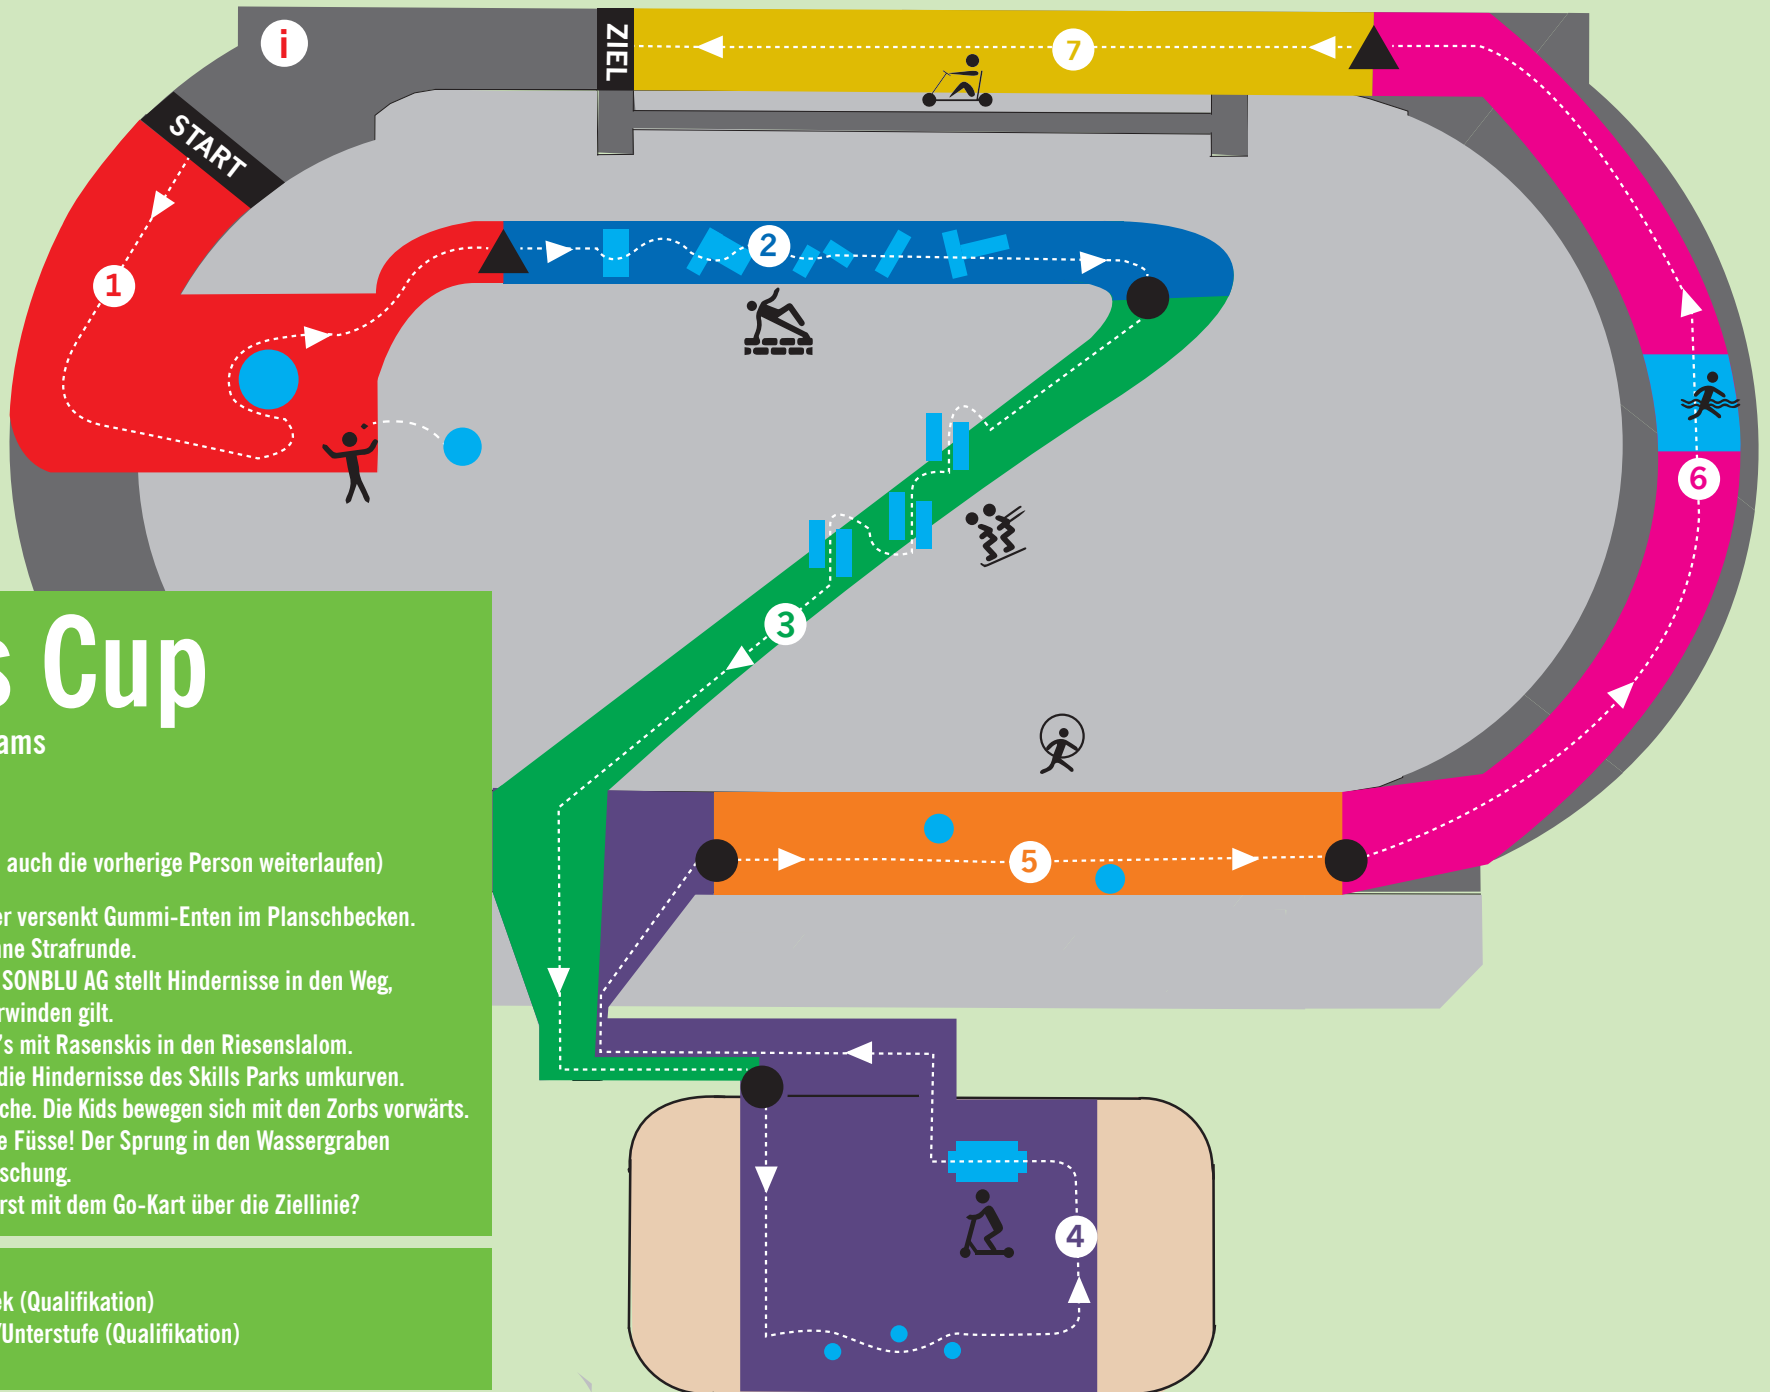 i
ZIEL
7
START
1
2
6
3
s Cup
ams
5
auch die vorherige Person weiterlaufen)
er versenkt Gummi-Enten im Planschbecken.
nne Strafrunde.
SONBLU AG stellt Hindernisse in den Weg,
rwinden gilt.
's mit Rasenskis in den Riesenslalom.
die Hindernisse des Skills Parks umkurven.
che. Die Kids bewegen sich mit den Zorbs vorwärts.
e Füsse! Der Sprung in den Wassergraben
schung.
rst mit dem Go-Kart über die Ziellinie?
4
ek (Qualifikation)
/Unterstufe (Qualifikation)